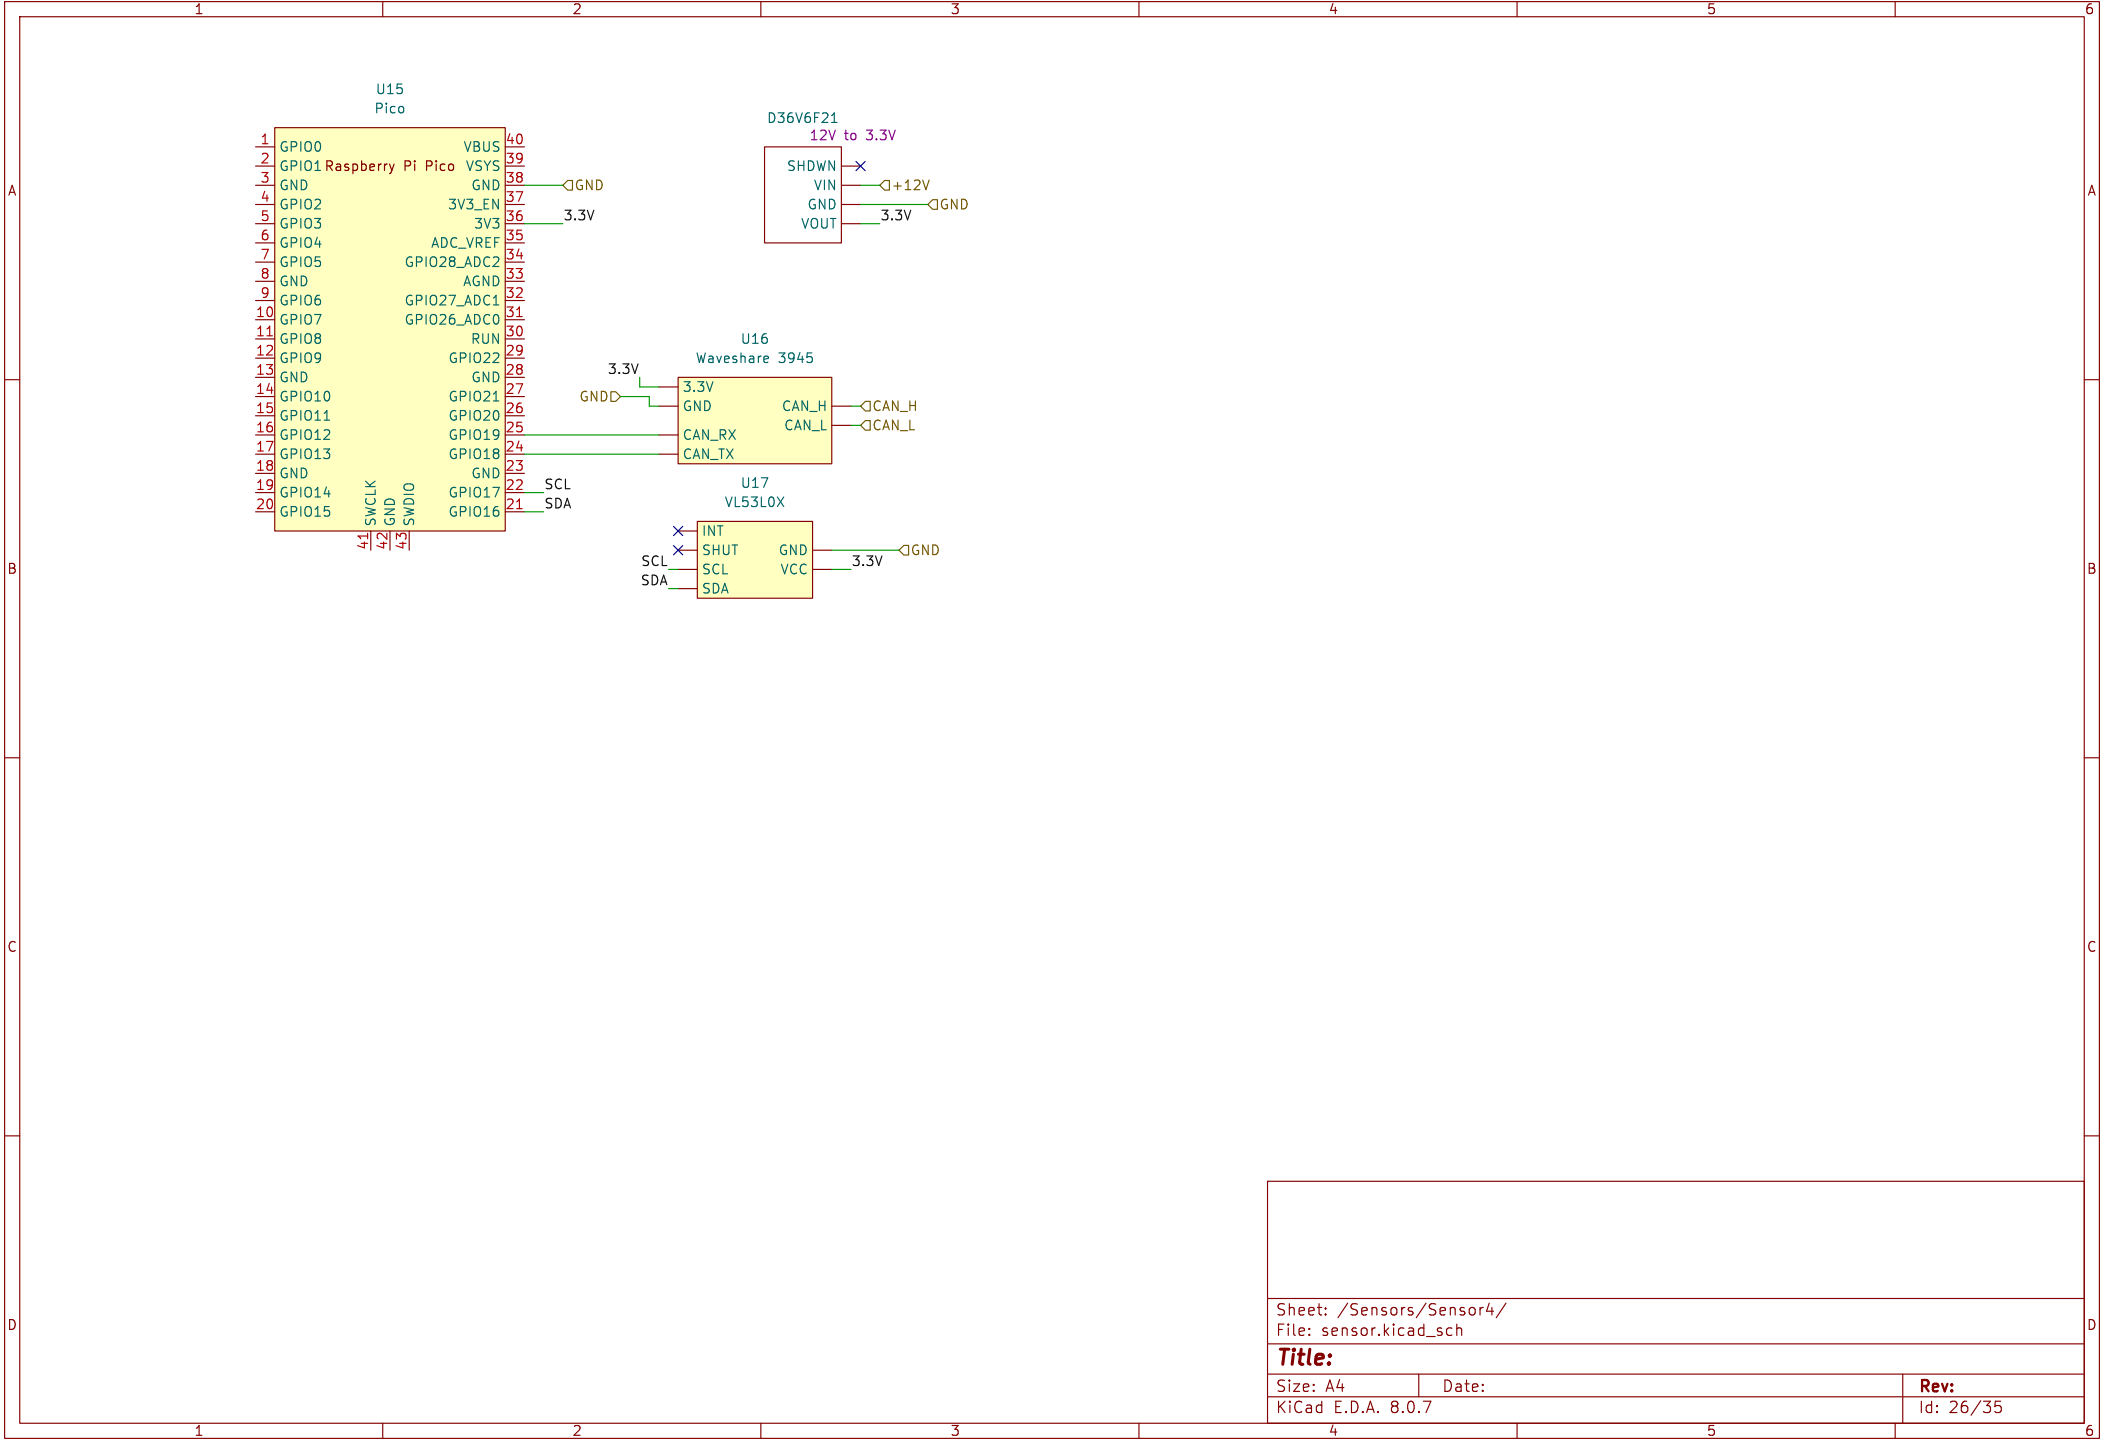 1 2 3 4 5 6
A
B
C
D
A
B
C
D
U15
Pico
Raspberry Pi Pico
1 GPIO0
2 GPIO1
3 GND
4 GPIO2
5 GPIO3
6 GPIO4
7 GPIO5
8 GND
9 GPIO6
10 GPIO7
11 GPIO8
12 GPIO9
13 GND
14 GPIO10
15 GPIO11
16 GPIO12
17 GPIO13
18 GND
19 GPIO14
20 GPIO15
VBUS 40
VSYS 39
GND 38 GND
3V3_EN 37
3V3 36 3.3V
ADC_VREF 35
GPIO28_ADC2 34
AGND 33
GPIO27_ADC1 32
GPIO26_ADC0 31
RUN 30
GPIO22 29
GND 28
GPIO21 27
GPIO20 26
GPIO19 25
GPIO18 24
GND 23
GPIO17 22 SCL
GPIO16 21 SDA
SWCLK 41
GND 42
SWDIO 43
D36V6F21
12V to 3.3V
SHDWN
VIN +12V
GND GND
VOUT 3.3V
U16
Waveshare 3945
3.3V 3.3V
GND GND
CAN_RX
CAN_TX
CAN_H CAN_H
CAN_L CAN_L
U17
VL53L0X
INT
SHUT
SCL SCL
SDA SDA
GND GND
VCC 3.3V
Sheet: /Sensors/Sensor4/
File: sensor.kicad_sch
Title:
Size: A4 Date: Rev:
KiCad E.D.A. 8.0.7 Id: 26/35
1 2 3 4 5 6